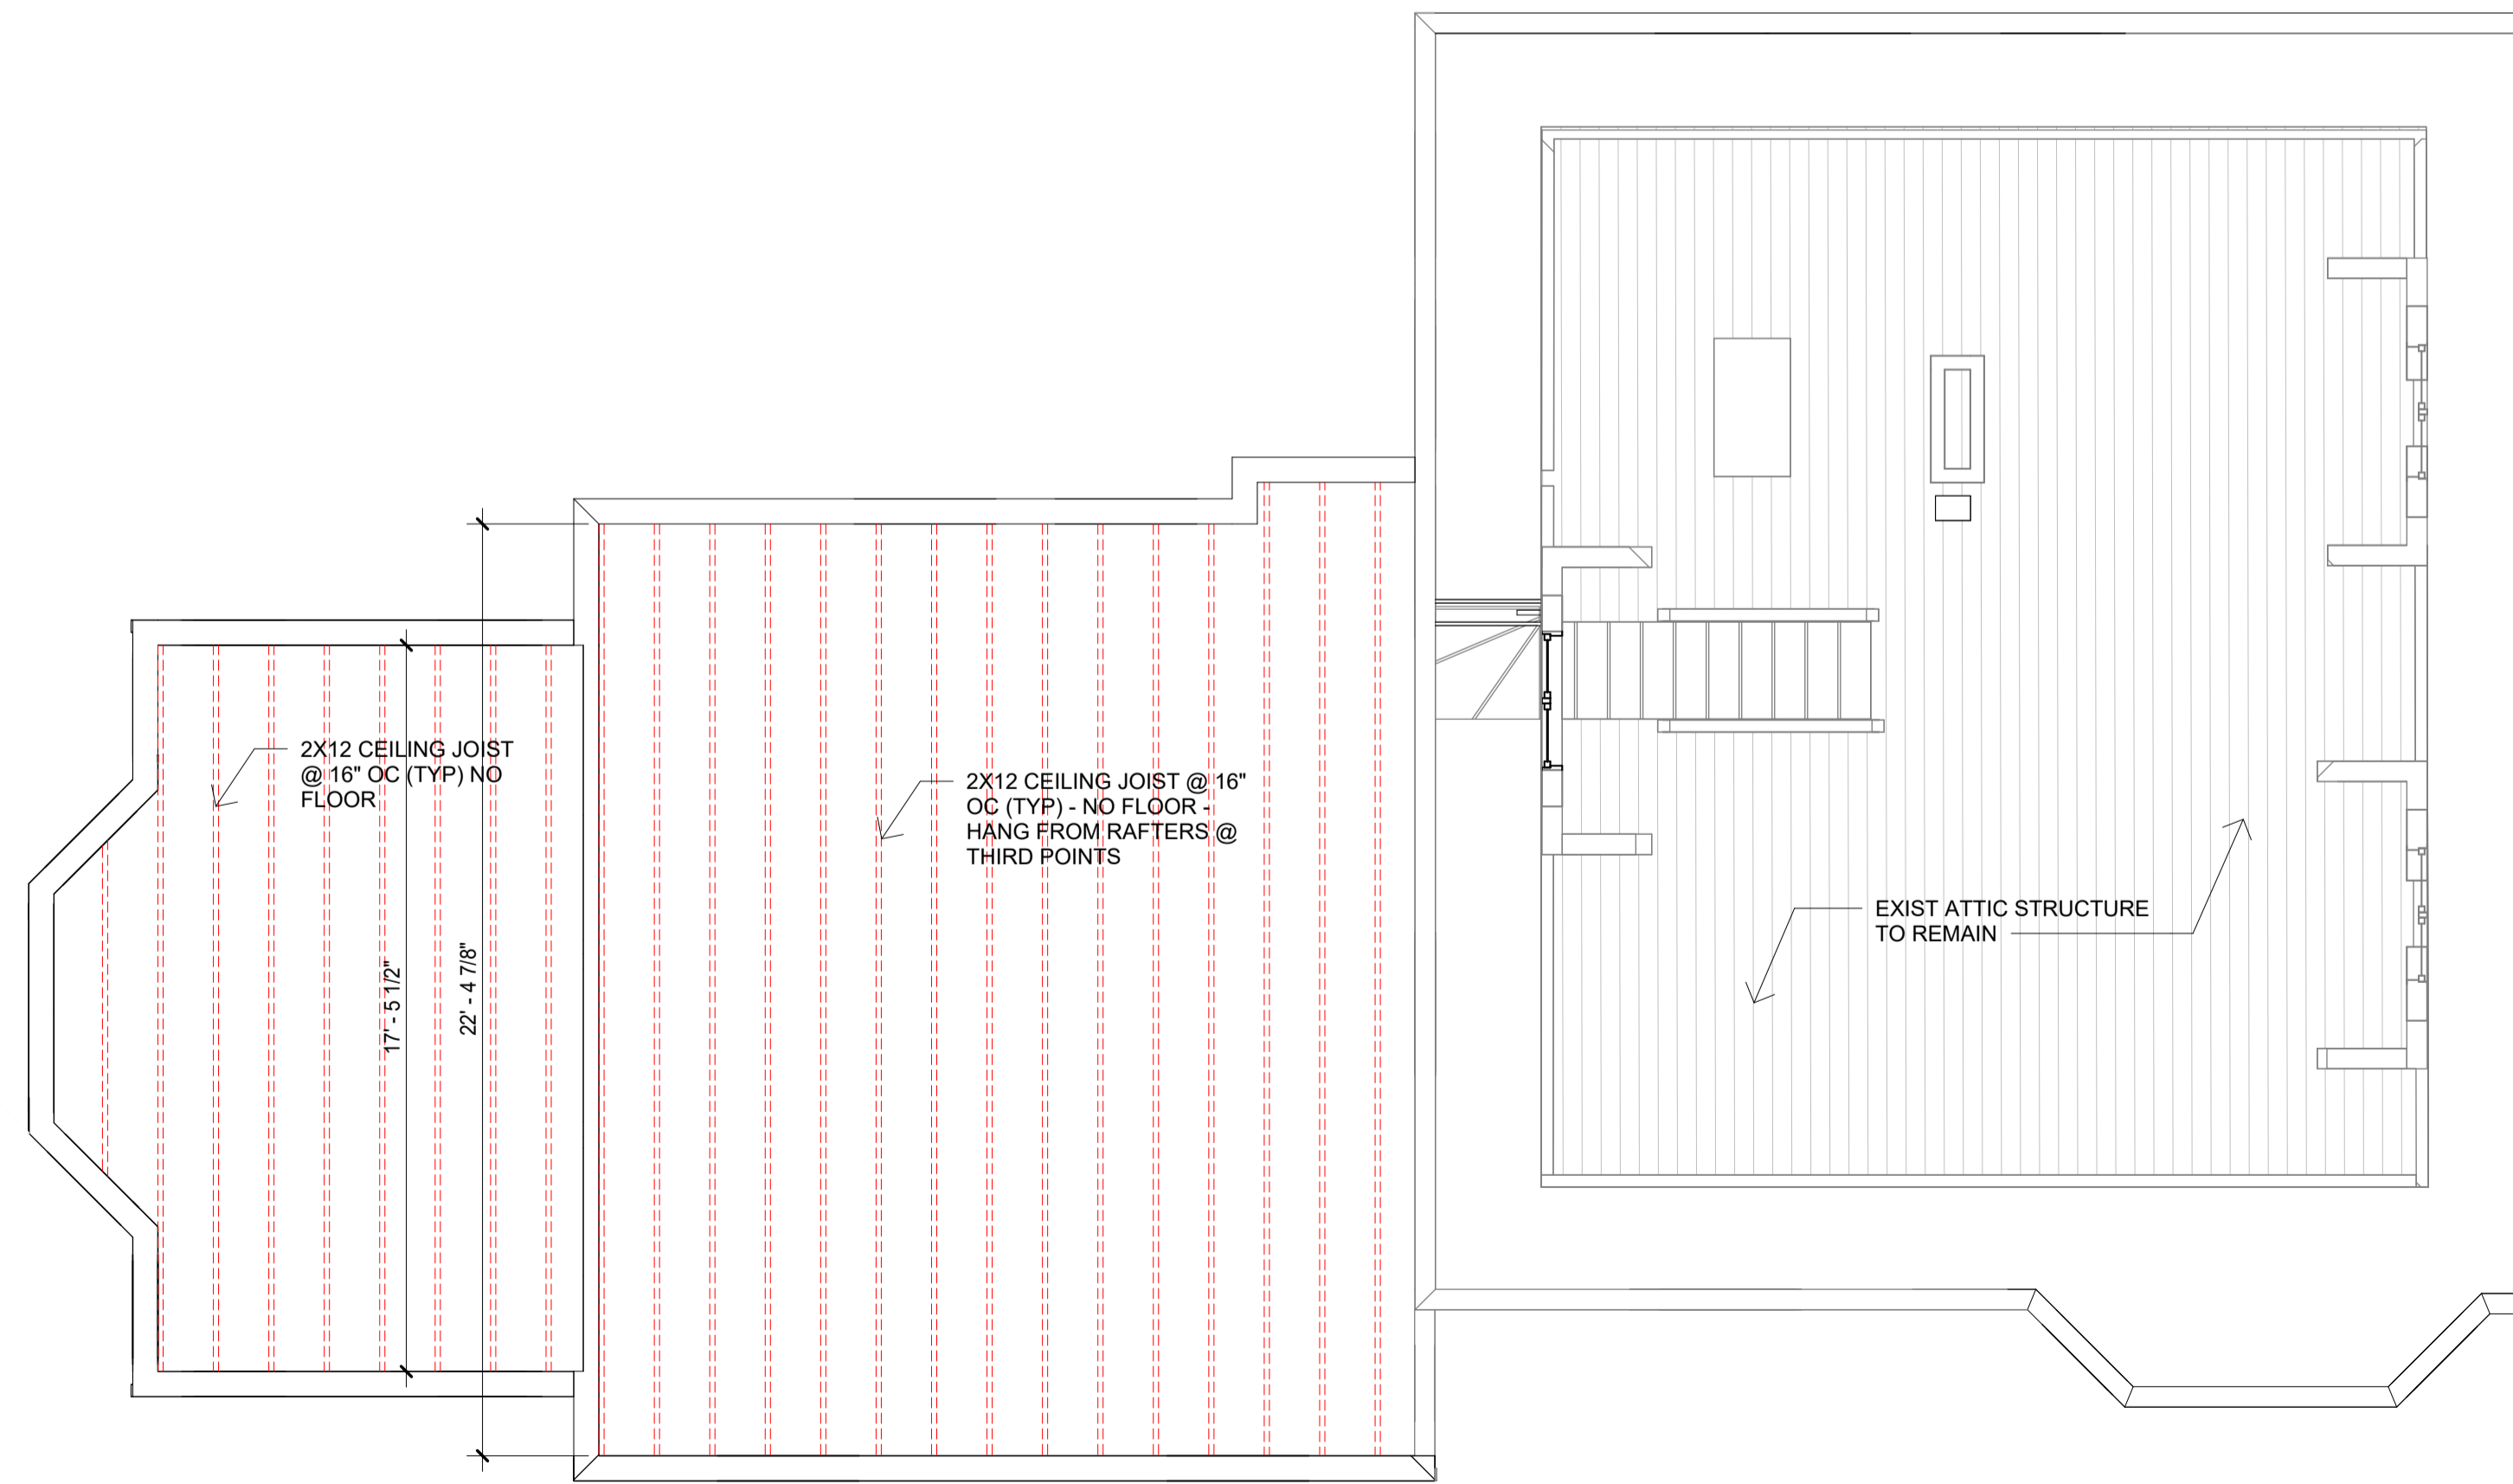 2X12 CEILING JOIST
@ 16" OC (TYP) NO
FLOOR
17' - 5 1/2"
22' - 4 7/8"
2X12 CEILING JOIST @ 16"
OC (TYP) - NO FLOOR -
HANG FROM RAFTERS @
THIRD POINTS
EXIST ATTIC STRUCTURE
TO REMAIN